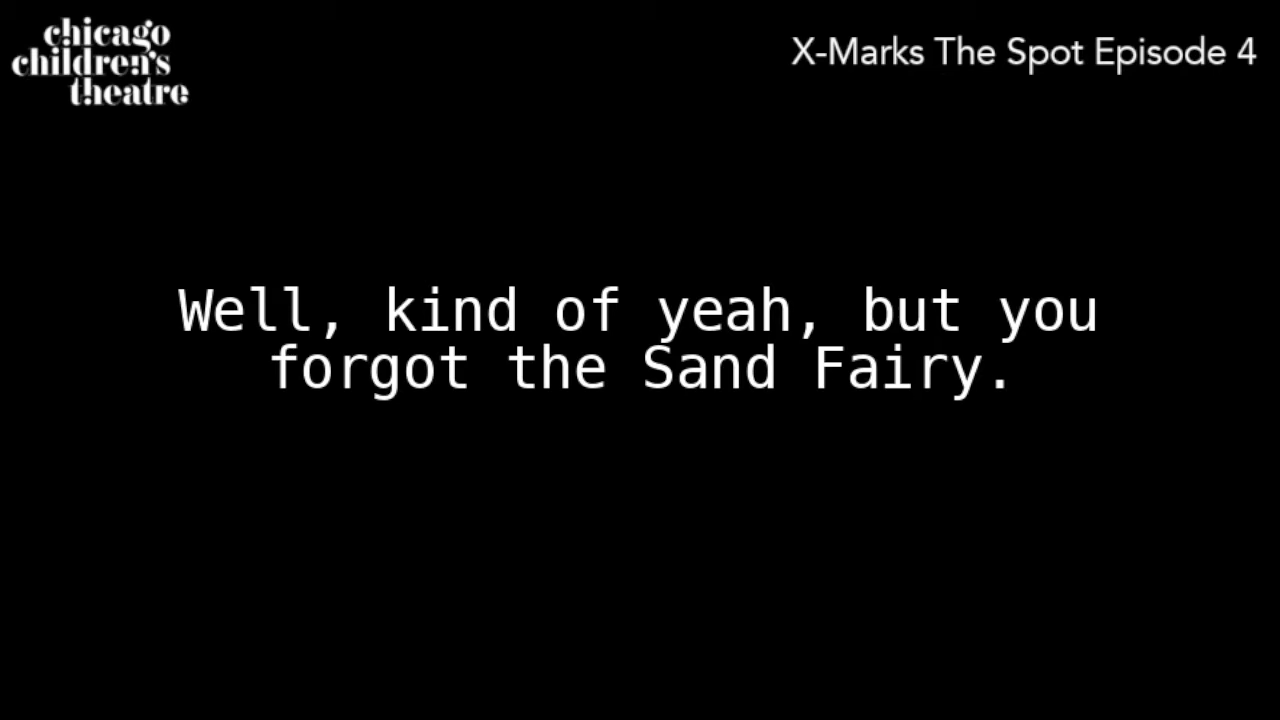 chicago
children's
theatre
X-Marks The Spot Episode 4
Well, kind of yeah, but you
forgot the Sand Fairy.